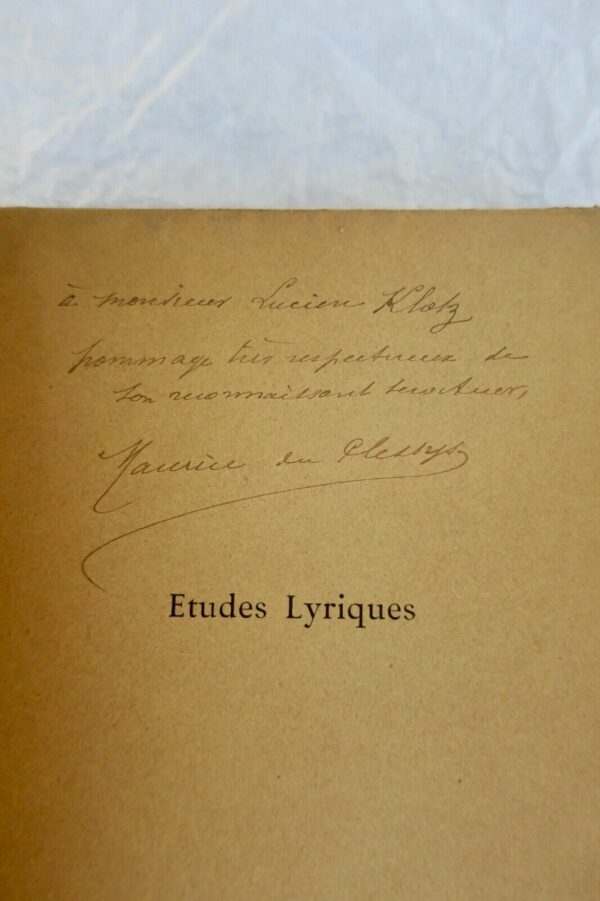 à monsieur Lucien Klotz
hommage très respectueux de
son reconnaissant serviteur,
Maurice du Plessys
Etudes Lyriques